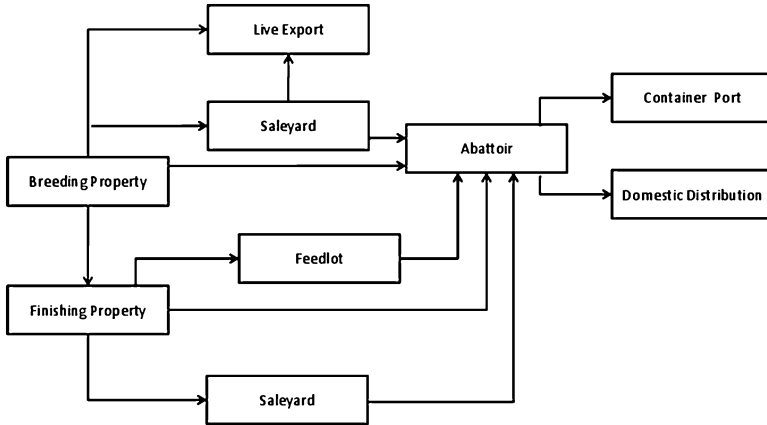 Live Export
Saleyard
Container Port
Abattoir
Breeding Property
Domestic Distribution
Feedlot
Finishing Property
Saleyard